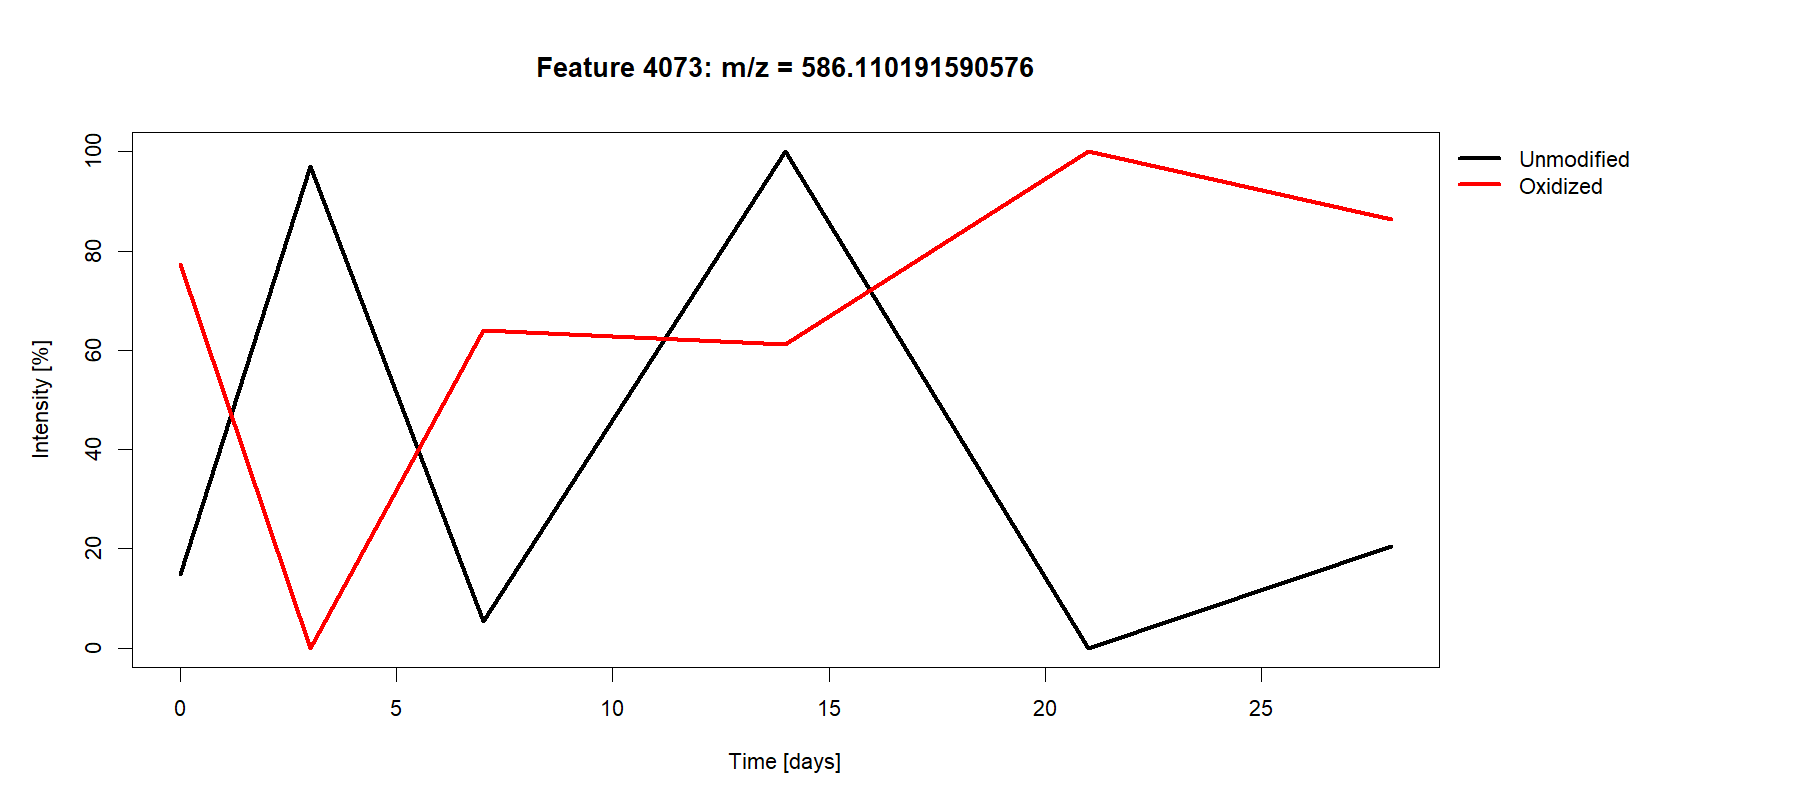 Feature 4073: m/z = 586.110191590576
Unmodified
Oxidized
Intensity [%]
100
80
60
40
20
0
0 5 10 15 20 25
Time [days]